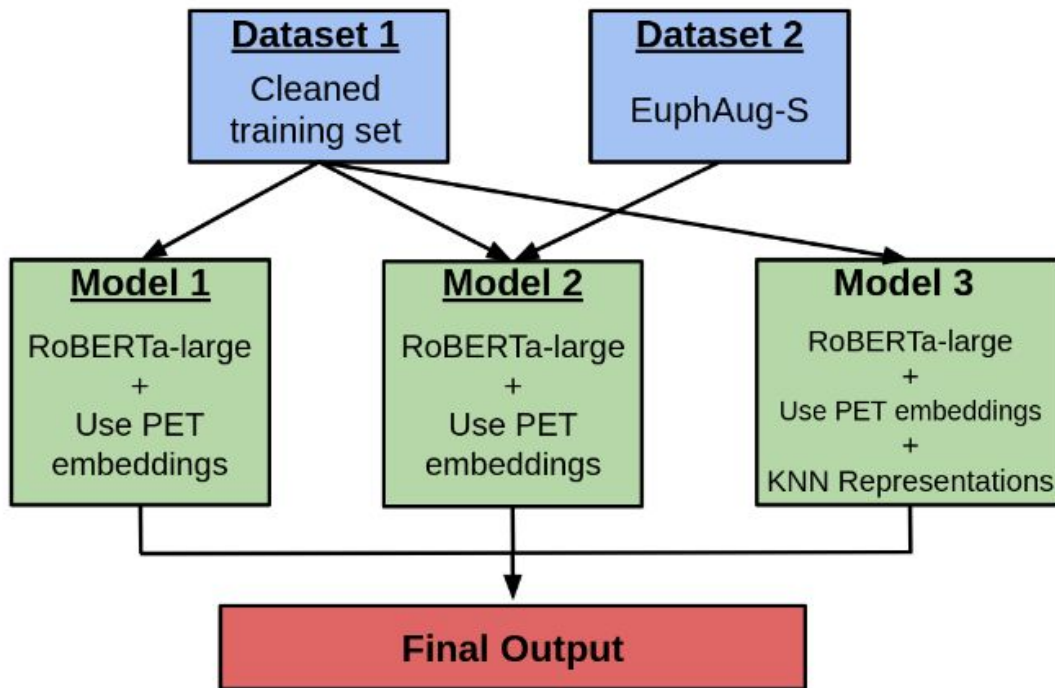 Dataset 1
Cleaned
training set
Dataset 2
EuphAug-S
Model 1
RoBERTa-large
+
Use PET
embeddings
Model 2
RoBERTa-large
+
Use PET
embeddings
Model 3
RoBERTa-large
+
Use PET embeddings
+
KNN Representations
Final Output